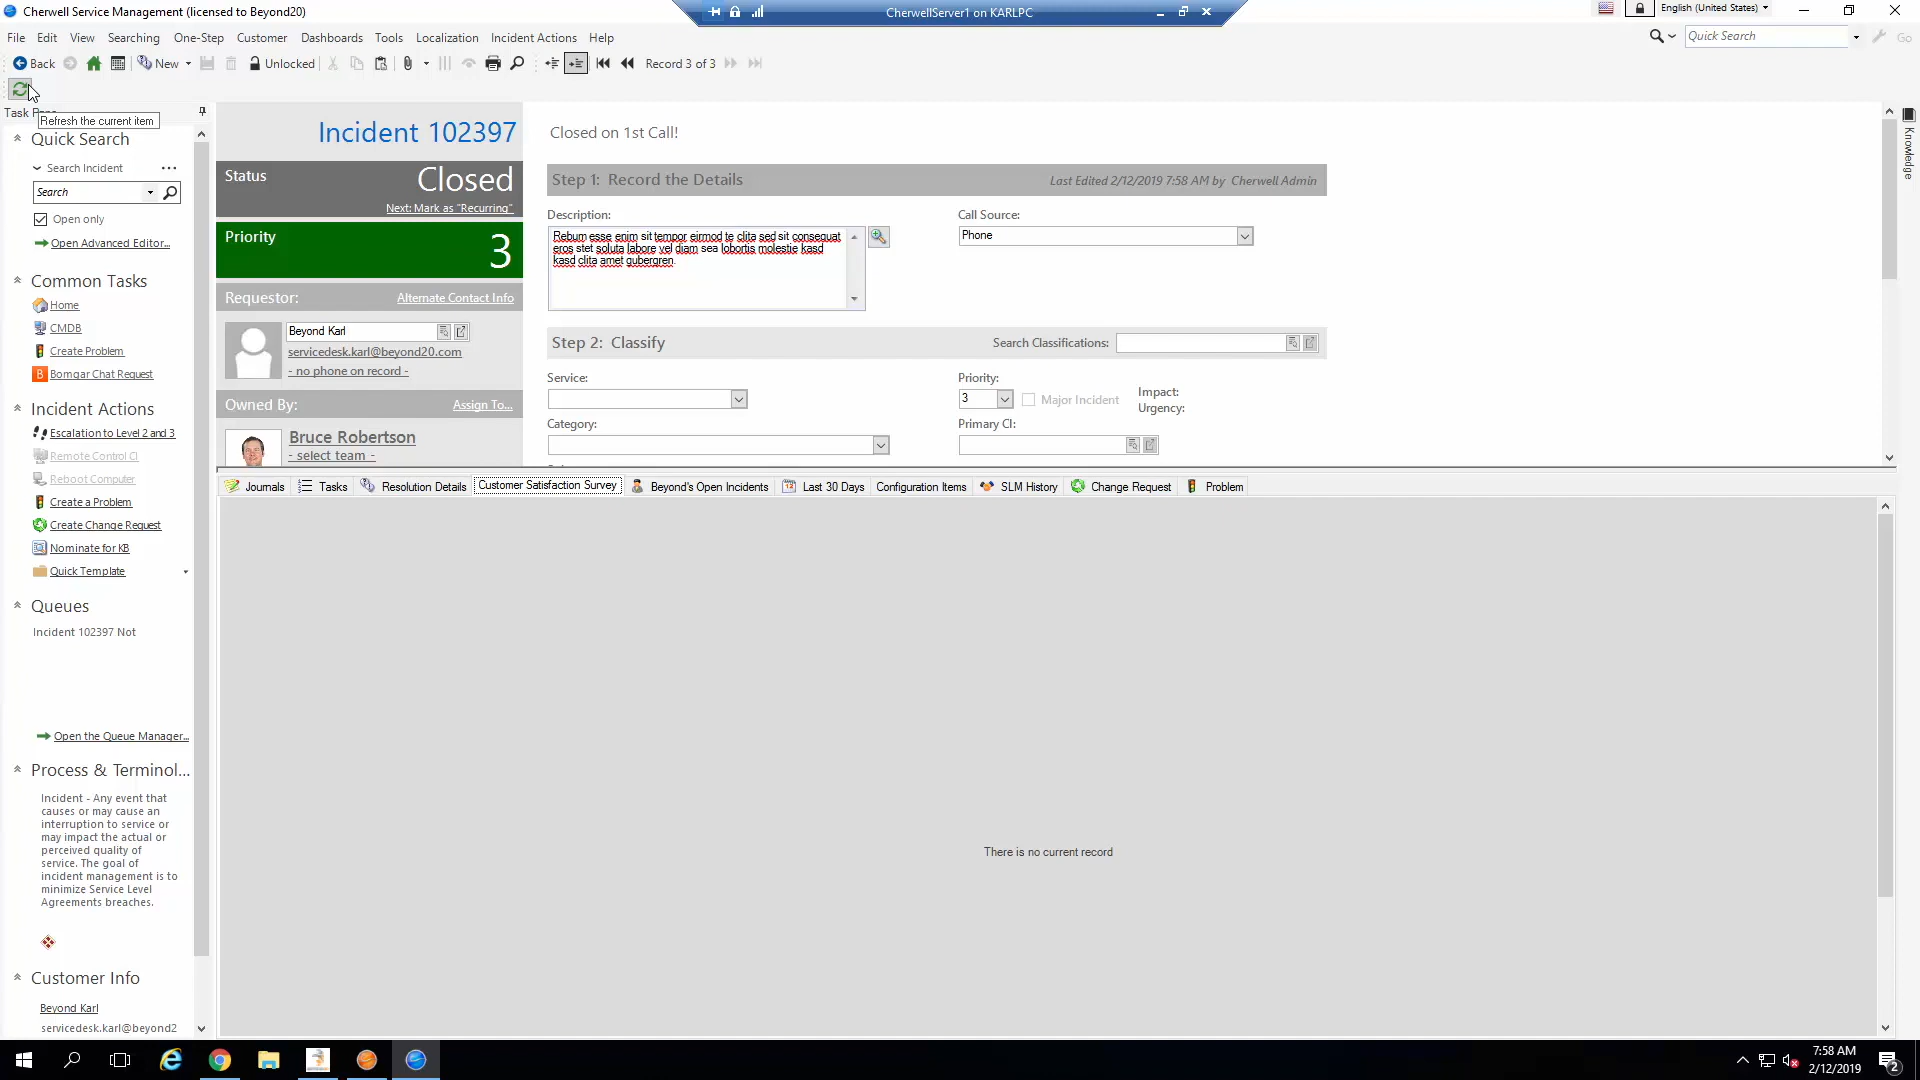 Cherwell Service Management (licensed to Beyond20)
CherwellServer1 on KARLPC
English (United States)
File Edit View Searching One-Step Customer Dashboards Tools Localization Incident Actions Help
Quick Search
Go
Back
New
Unlocked
Record 3 of 3
Task
Refresh the current item
Quick Search
Search Incident
Search
Open only
Open Advanced Editor...
Common Tasks
Home
CMDB
Create Problem
Bomgar Chat Request
Incident Actions
Escalation to Level 2 and 3
Remote Control CI
Reboot Computer
Create a Problem
Create Change Request
Nominate for KB
Quick Template
Queues
Incident 102397 Not
Open the Queue Manager...
Process & Terminol...
Incident - Any event that
causes or may cause an
interruption to service or
may impact the actual or
perceived quality of
service. The goal of
incident management is to
minimize Service Level
Agreements breaches.
Customer Info
Beyond Karl
servicedesk.karl@beyond2
Incident 102397
Status
Closed
Next: Mark as "Recurring"
Priority
3
Requestor:
Alternate Contact Info
Beyond Karl
servicedesk.karl@beyond20.com
- no phone on record -
Owned By:
Assign To...
Bruce Robertson
- select team -
Closed on 1st Call!
Step 1: Record the Details
Last Edited 2/12/2019 7:58 AM by Cherwell Admin
Description:
Rebum esse enim sit tempor eirmod te clita sed sit consequat
eros stet soluta labore vel diam sea lobortis molestie kasd
kasd clita amet gubergren.
Call Source:
Phone
Step 2: Classify
Search Classifications:
Service:
Priority:
3
Major Incident
Impact:
Urgency:
Category:
Primary CI:
Journals
Tasks
Resolution Details
Customer Satisfaction Survey
Beyond's Open Incidents
Last 30 Days
Configuration Items
SLM History
Change Request
Problem
There is no current record
Knowledge
7:58 AM
2/12/2019
2